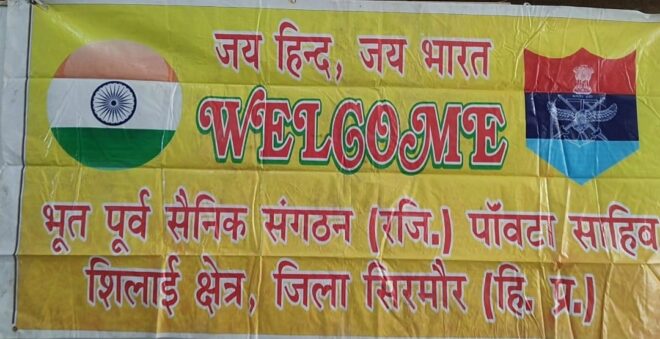 जय हिन्द, जय भारत
WELCOME
भूत पूर्व सैनिक संगठन (रजि.) पॉवटा साहिब
शिलाई क्षेत्र, जिला सिरमौर (हि. प्र.)